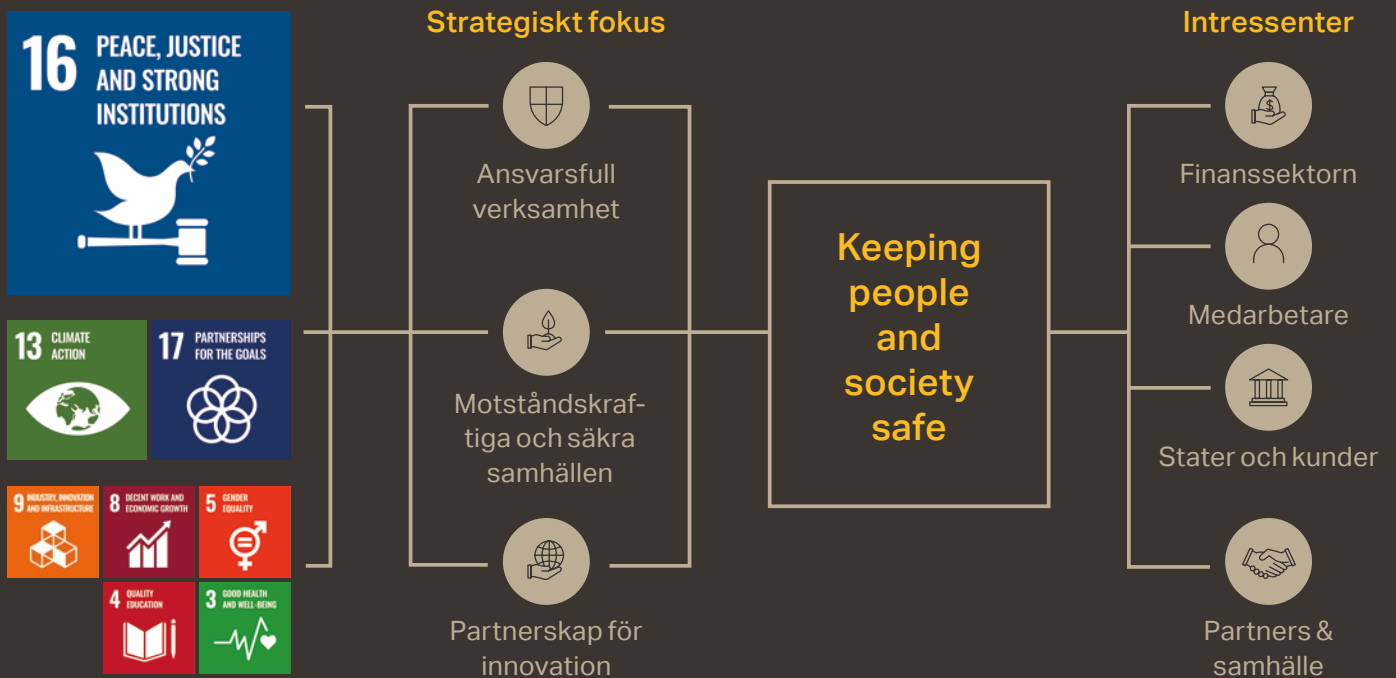 16
PEACE, JUSTICE
AND STRONG
INSTITUTIONS
13
CLIMATE
ACTION
17
PARTNERSHIPS
FOR THE GOALS
9
INDUSTRY, INNOVATION
AND INFRASTRUCTURE
8
DECENT WORK AND
ECONOMIC GROWTH
5
GENDER
EQUALITY
4
QUALITY
EDUCATION
3
GOOD HEALTH
AND WELL-BEING
Strategiskt fokus
Ansvarsfull
verksamhet
Motståndskraf-
tiga och säkra
samhällen
Partnerskap för
innovation
Keeping
people
and
society
safe
Intressenter
$
Finanssektorn
Medarbetare
Stater och kunder
Partners &
samhälle